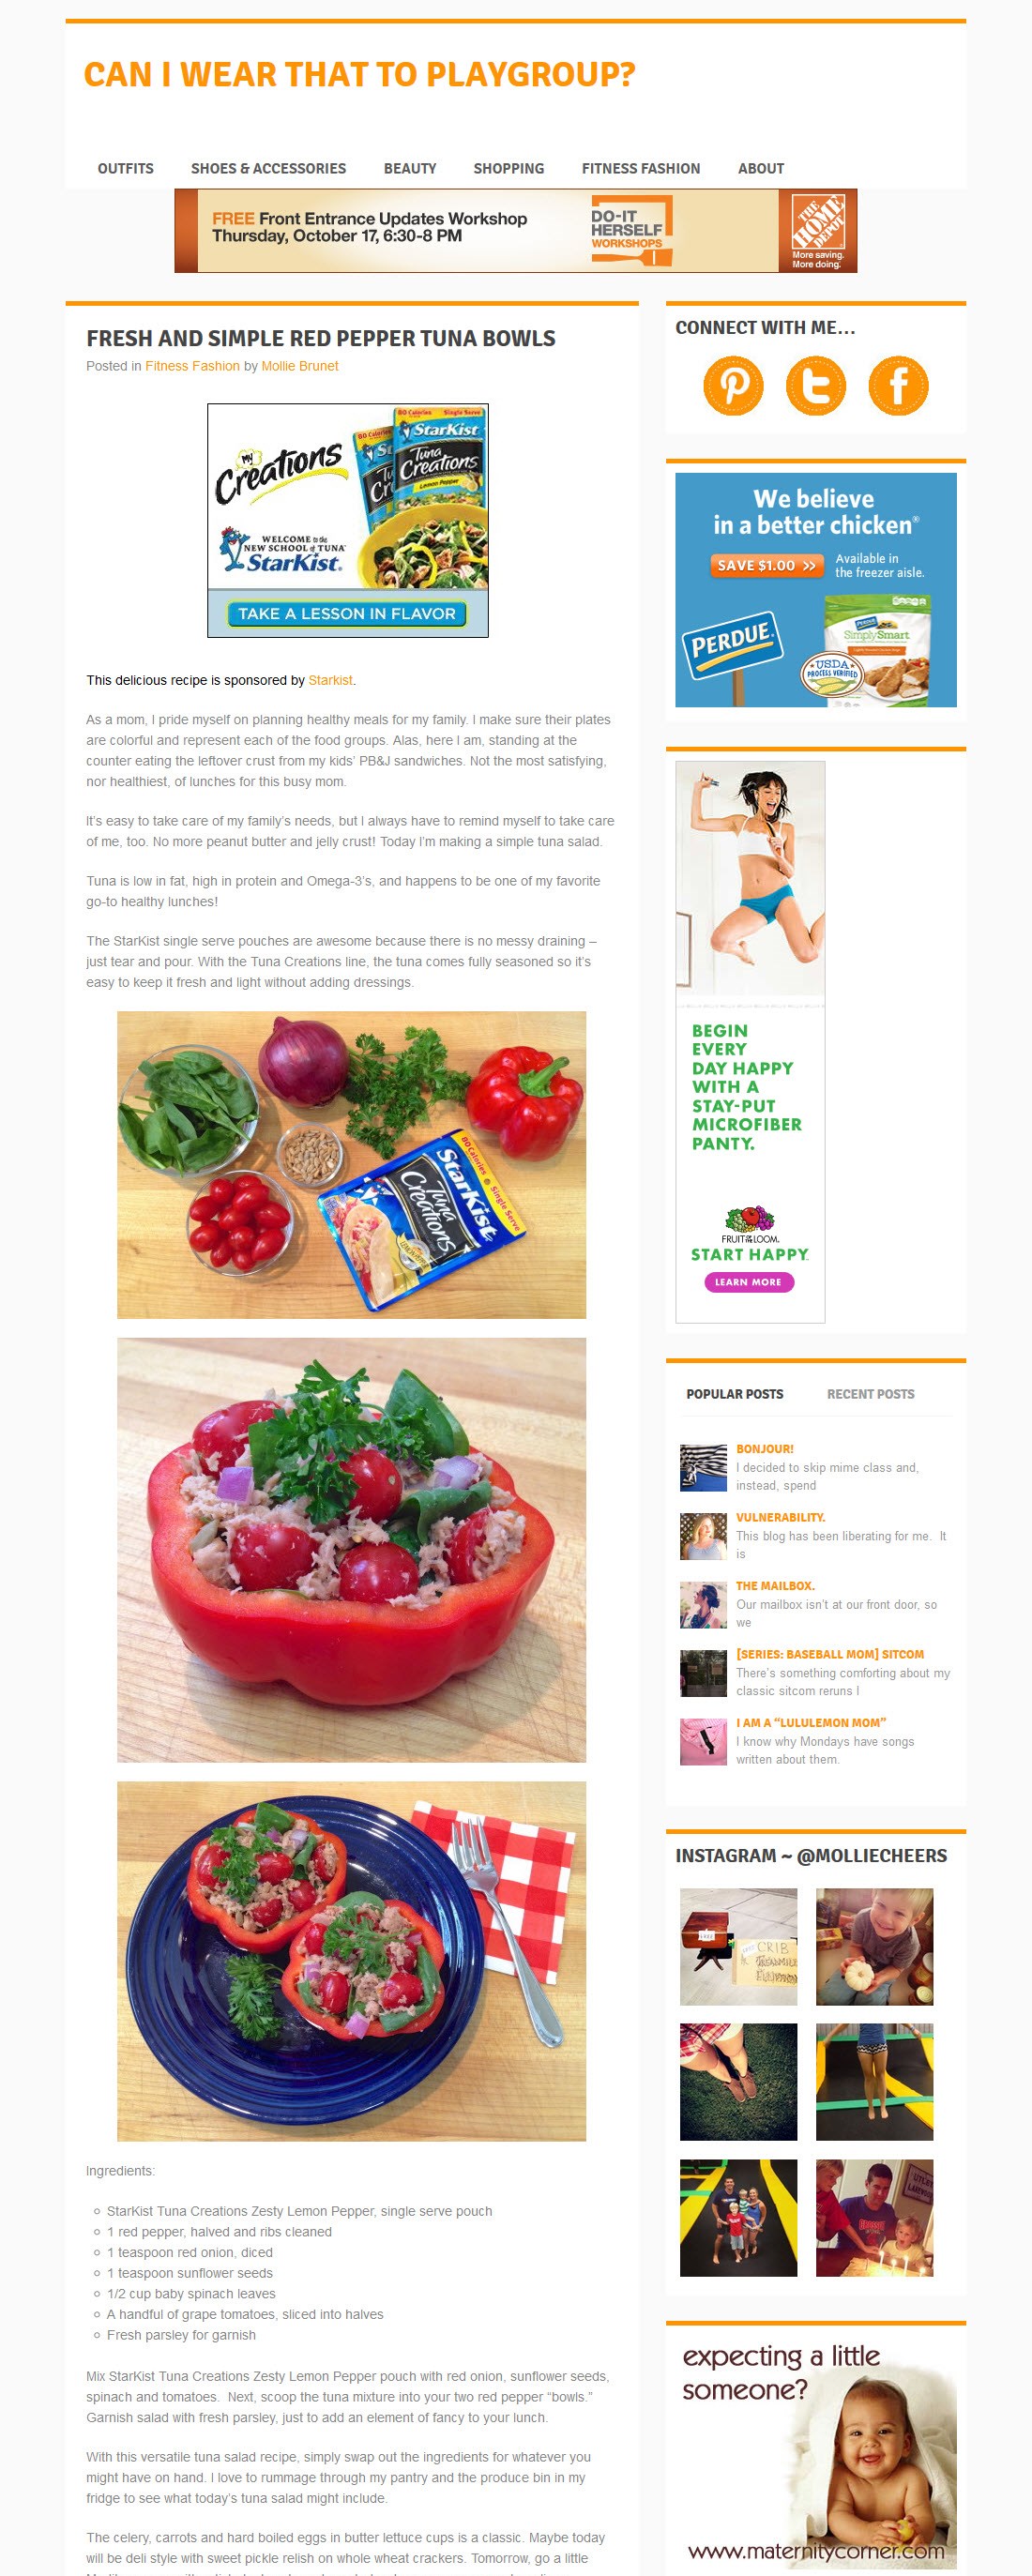 CAN I WEAR THAT TO PLAYGROUP?
OUTFITS SHOES & ACCESSORIES BEAUTY SHOPPING FITNESS FASHION ABOUT
FREE Front Entrance Updates Workshop
Thursday, October 17, 6:30-8 PM
DO-IT
HERSELF
WORKSHOPS
THE HOME DEPOT
More saving.
More doing.
FRESH AND SIMPLE RED PEPPER TUNA BOWLS
Posted in Fitness Fashion by Mollie Brunet
80 Calories Single Serve
StarKist
Tuna
Creations
Lemon Pepper
MY
Creations
WELCOME to the
NEW SCHOOL of TUNA
StarKist.
TAKE A LESSON IN FLAVOR
This delicious recipe is sponsored by Starkist.
As a mom, I pride myself on planning healthy meals for my family. I make sure their plates
are colorful and represent each of the food groups. Alas, here I am, standing at the
counter eating the leftover crust from my kids' PB&J sandwiches. Not the most satisfying,
nor healthiest, of lunches for this busy mom.
It's easy to take care of my family's needs, but I always have to remind myself to take care
of me, too. No more peanut butter and jelly crust! Today I'm making a simple tuna salad.
Tuna is low in fat, high in protein and Omega-3's, and happens to be one of my favorite
go-to healthy lunches!
The StarKist single serve pouches are awesome because there is no messy draining –
just tear and pour. With the Tuna Creations line, the tuna comes fully seasoned so it's
easy to keep it fresh and light without adding dressings.
80 Calories Single Serve
StarKist
Tuna
Creations
Ingredients:
StarKist Tuna Creations Zesty Lemon Pepper, single serve pouch
1 red pepper, halved and ribs cleaned
1 teaspoon red onion, diced
1 teaspoon sunflower seeds
1/2 cup baby spinach leaves
A handful of grape tomatoes, sliced into halves
Fresh parsley for garnish
Mix StarKist Tuna Creations Zesty Lemon Pepper pouch with red onion, sunflower seeds,
spinach and tomatoes. Next, scoop the tuna mixture into your two red pepper “bowls.”
Garnish salad with fresh parsley, just to add an element of fancy to your lunch.
With this versatile tuna salad recipe, simply swap out the ingredients for whatever you
might have on hand. I love to rummage through my pantry and the produce bin in my
fridge to see what today's tuna salad might include.
The celery, carrots and hard boiled eggs in butter lettuce cups is a classic. Maybe today
will be deli style with sweet pickle relish on whole wheat crackers. Tomorrow, go a little
CONNECT WITH ME...
We believe
in a better chicken®
SAVE $1.00 >>
Available in
the freezer aisle.
PERDUE
PERDUE
SimplySmart
USDA
PROCESS VERIFIED
BEGIN
EVERY
DAY HAPPY
WITH A
STAY-PUT
MICROFIBER
PANTY.
FRUIT OF THE LOOM.
START HAPPY
LEARN MORE
POPULAR POSTS RECENT POSTS
BONJOUR!
I decided to skip mime class and,
instead, spend
VULNERABILITY.
This blog has been liberating for me. It
is
THE MAILBOX.
Our mailbox isn't at our front door, so
we
[SERIES: BASEBALL MOM] SITCOM
There's something comforting about my
classic sitcom reruns I
I AM A “LULULEMON MOM”
I know why Mondays have songs
written about them.
INSTAGRAM ~ @MOLLIECHEERS
CRIB
expecting a little
someone?
www.maternitycorner.com